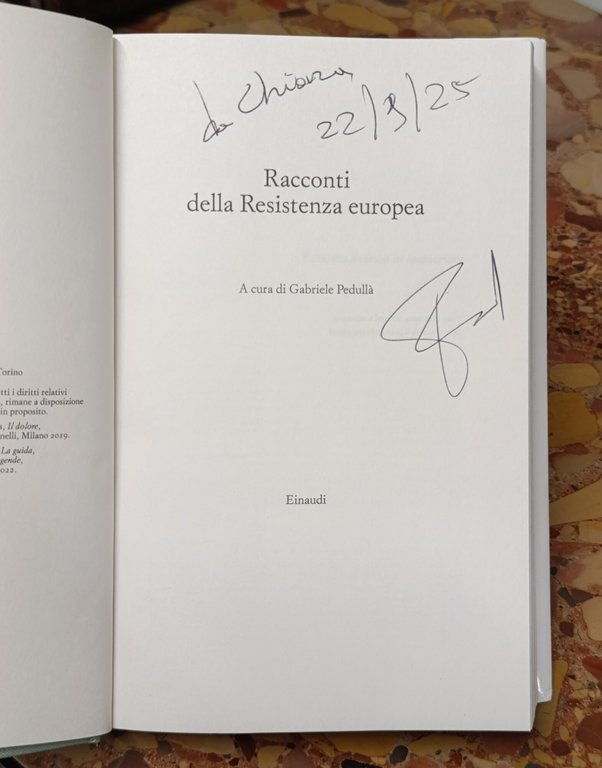 Torino
tti i diritti relativi
, rimane a disposizione
in proposito.
s, Il dolore,
nelli, Milano 2019.
La guida,
gende,
022.
da Chiara
22/3/25
Racconti
della Resistenza europea
A cura di Gabriele Pedullà
Einaudi